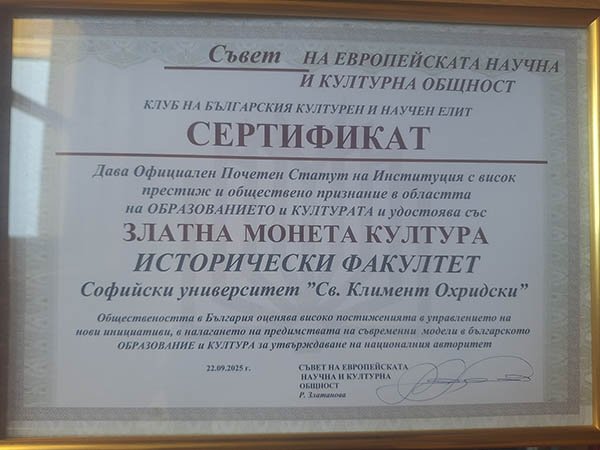 Съвет НА ЕВРОПЕЙСКАТА НАУЧНА
И КУЛТУРНА ОБЩНОСТ
КЛУБ НА БЪЛГАРСКИЯ КУЛТУРЕН И НАУЧЕН ЕЛИТ
СЕРТИФИКАТ
Дава Официален Почетен Статут на Институция с висок
престиж и обществено признание в областта
на ОБРАЗОВАНИЕТО и КУЛТУРАТА и удостоява със
ЗЛАТНА МОНЕТА КУЛТУРА
ИСТОРИЧЕСКИ ФАКУЛТЕТ
Софийски университет "Св. Климент Охридски"
Обществеността в България оценява високо постиженията в управлението на
нови инициативи, в налагането на предимствата на съвремении модели в българското
ОБРАЗОВАНИЕ и КУЛТУРА за утвърждаване на националния авторитет
22.09.2025 г.
СЪВЕТ НА ЕВРОПЕЙСКАТА
НАУЧНА И КУЛТУРНА
ОБЩНОСТ
Р. Златанова